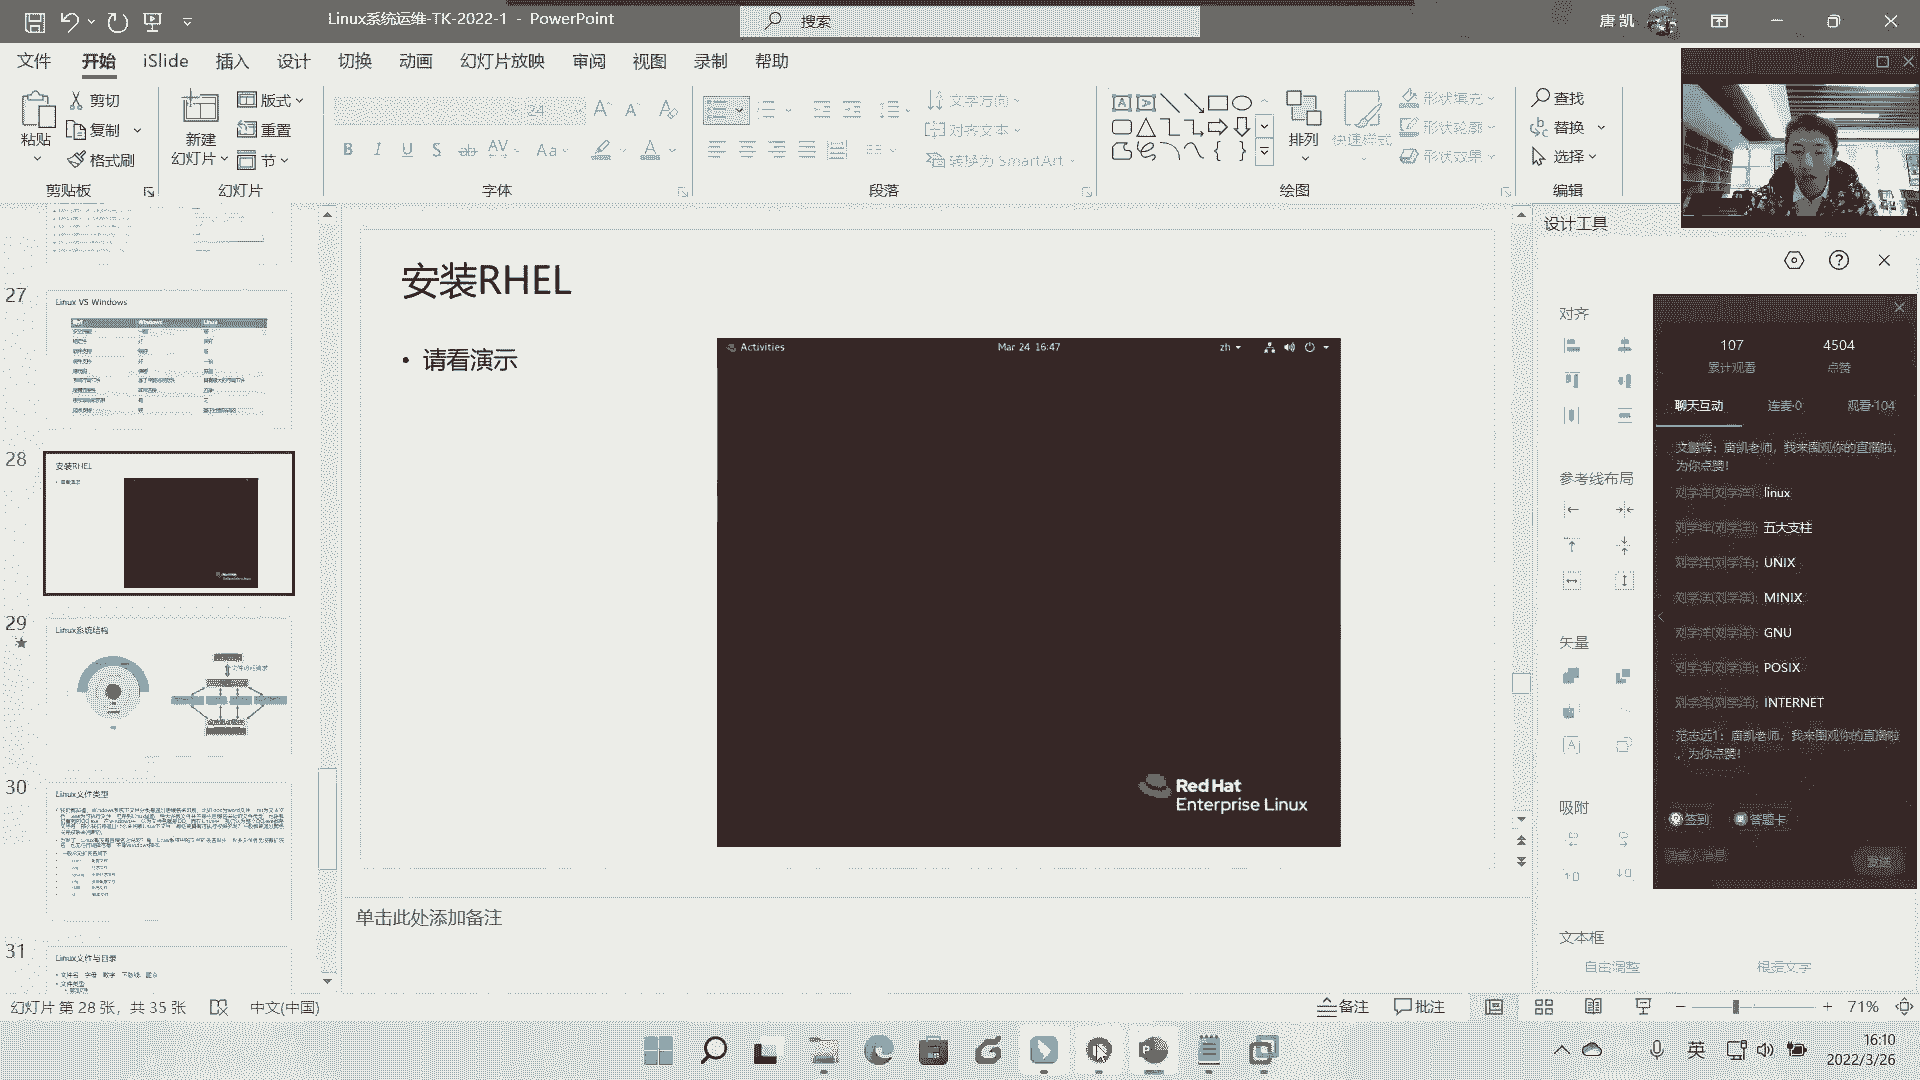 Linux系统运维-TK-2022-1 - PowerPoint
搜索
唐 凯
文件
开始
iSlide
插入
设计
切换
动画
幻灯片放映
审阅
视图
录制
帮助
粘贴
剪切
复制
格式刷
剪贴板
新建
幻灯片
版式
重置
节
幻灯片
24
B I U S ab AV Aa A
字体
文字方向
对齐文本
转换为 SmartArt
段落
排列
快速样式
形状填充
形状轮廓
形状效果
绘图
查找
替换
选择
编辑
27
Linux VS Windows
28
安装RHEL
29
Linux系统结构
30
Linux文件类型
31
Linux文件与目录
安装RHEL
• 请看演示
Activities
Mar 24 16:47
zh
Red Hat
Enterprise Linux
单击此处添加备注
设计工具
对齐
参考线布局
矢量
吸附
文本框
自由调整
根据文字
107
4504
累计观看
点赞
聊天互动
连麦·0
观看·104
文鹏辉：唐凯老师，我来围观你的直播啦，
为你点赞！
刘学洋(刘学洋)：linux
刘学洋(刘学洋)：五大支柱
刘学洋(刘学洋)：UNIX
刘学洋(刘学洋)：MINIX
刘学洋(刘学洋)：GNU
刘学洋(刘学洋)：POSIX
刘学洋(刘学洋)：INTERNET
范志远1：唐凯老师，我来围观你的直播啦
，为你点赞！
签到
答题卡
发送
幻灯片 第 28 张，共 35 张
中文(中国)
备注
批注
71%
英
16:10
2022/3/26